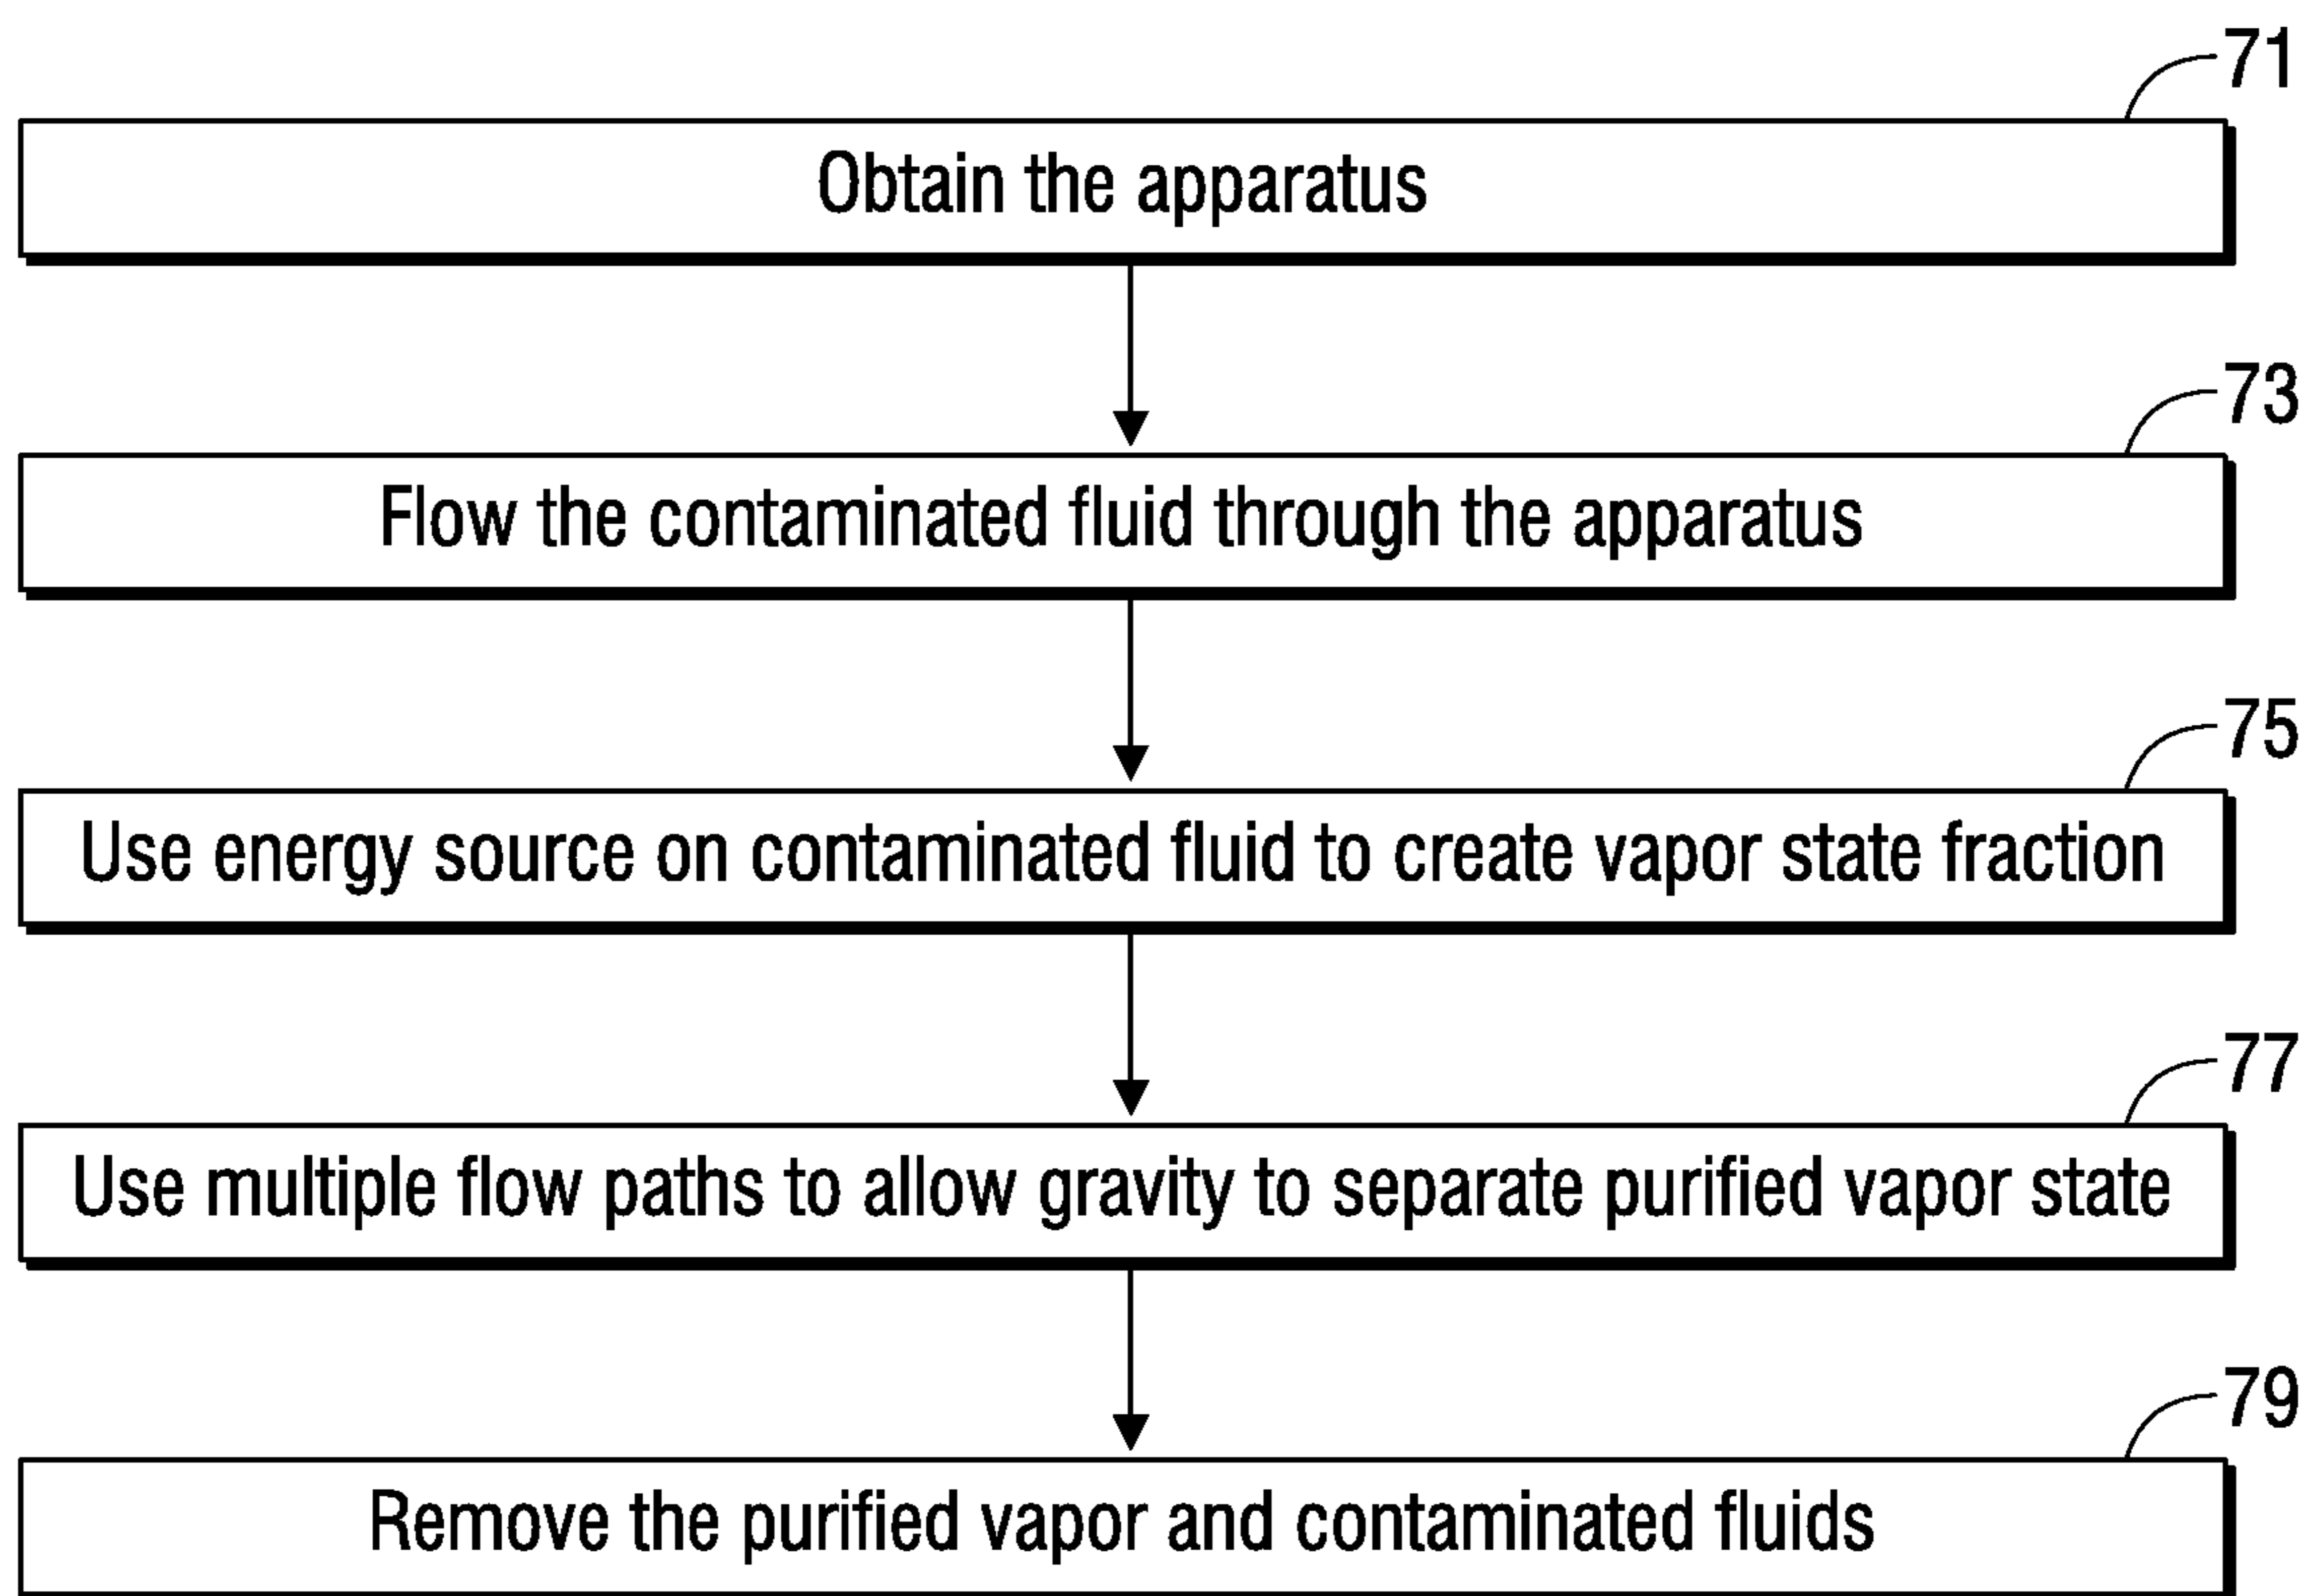 71
Obtain the apparatus
73
Flow the contaminated fluid through the apparatus
75
Use energy source on contaminated fluid to create vapor state fraction
77
Use multiple flow paths to allow gravity to separate purified vapor state
79
Remove the purified vapor and contaminated fluids